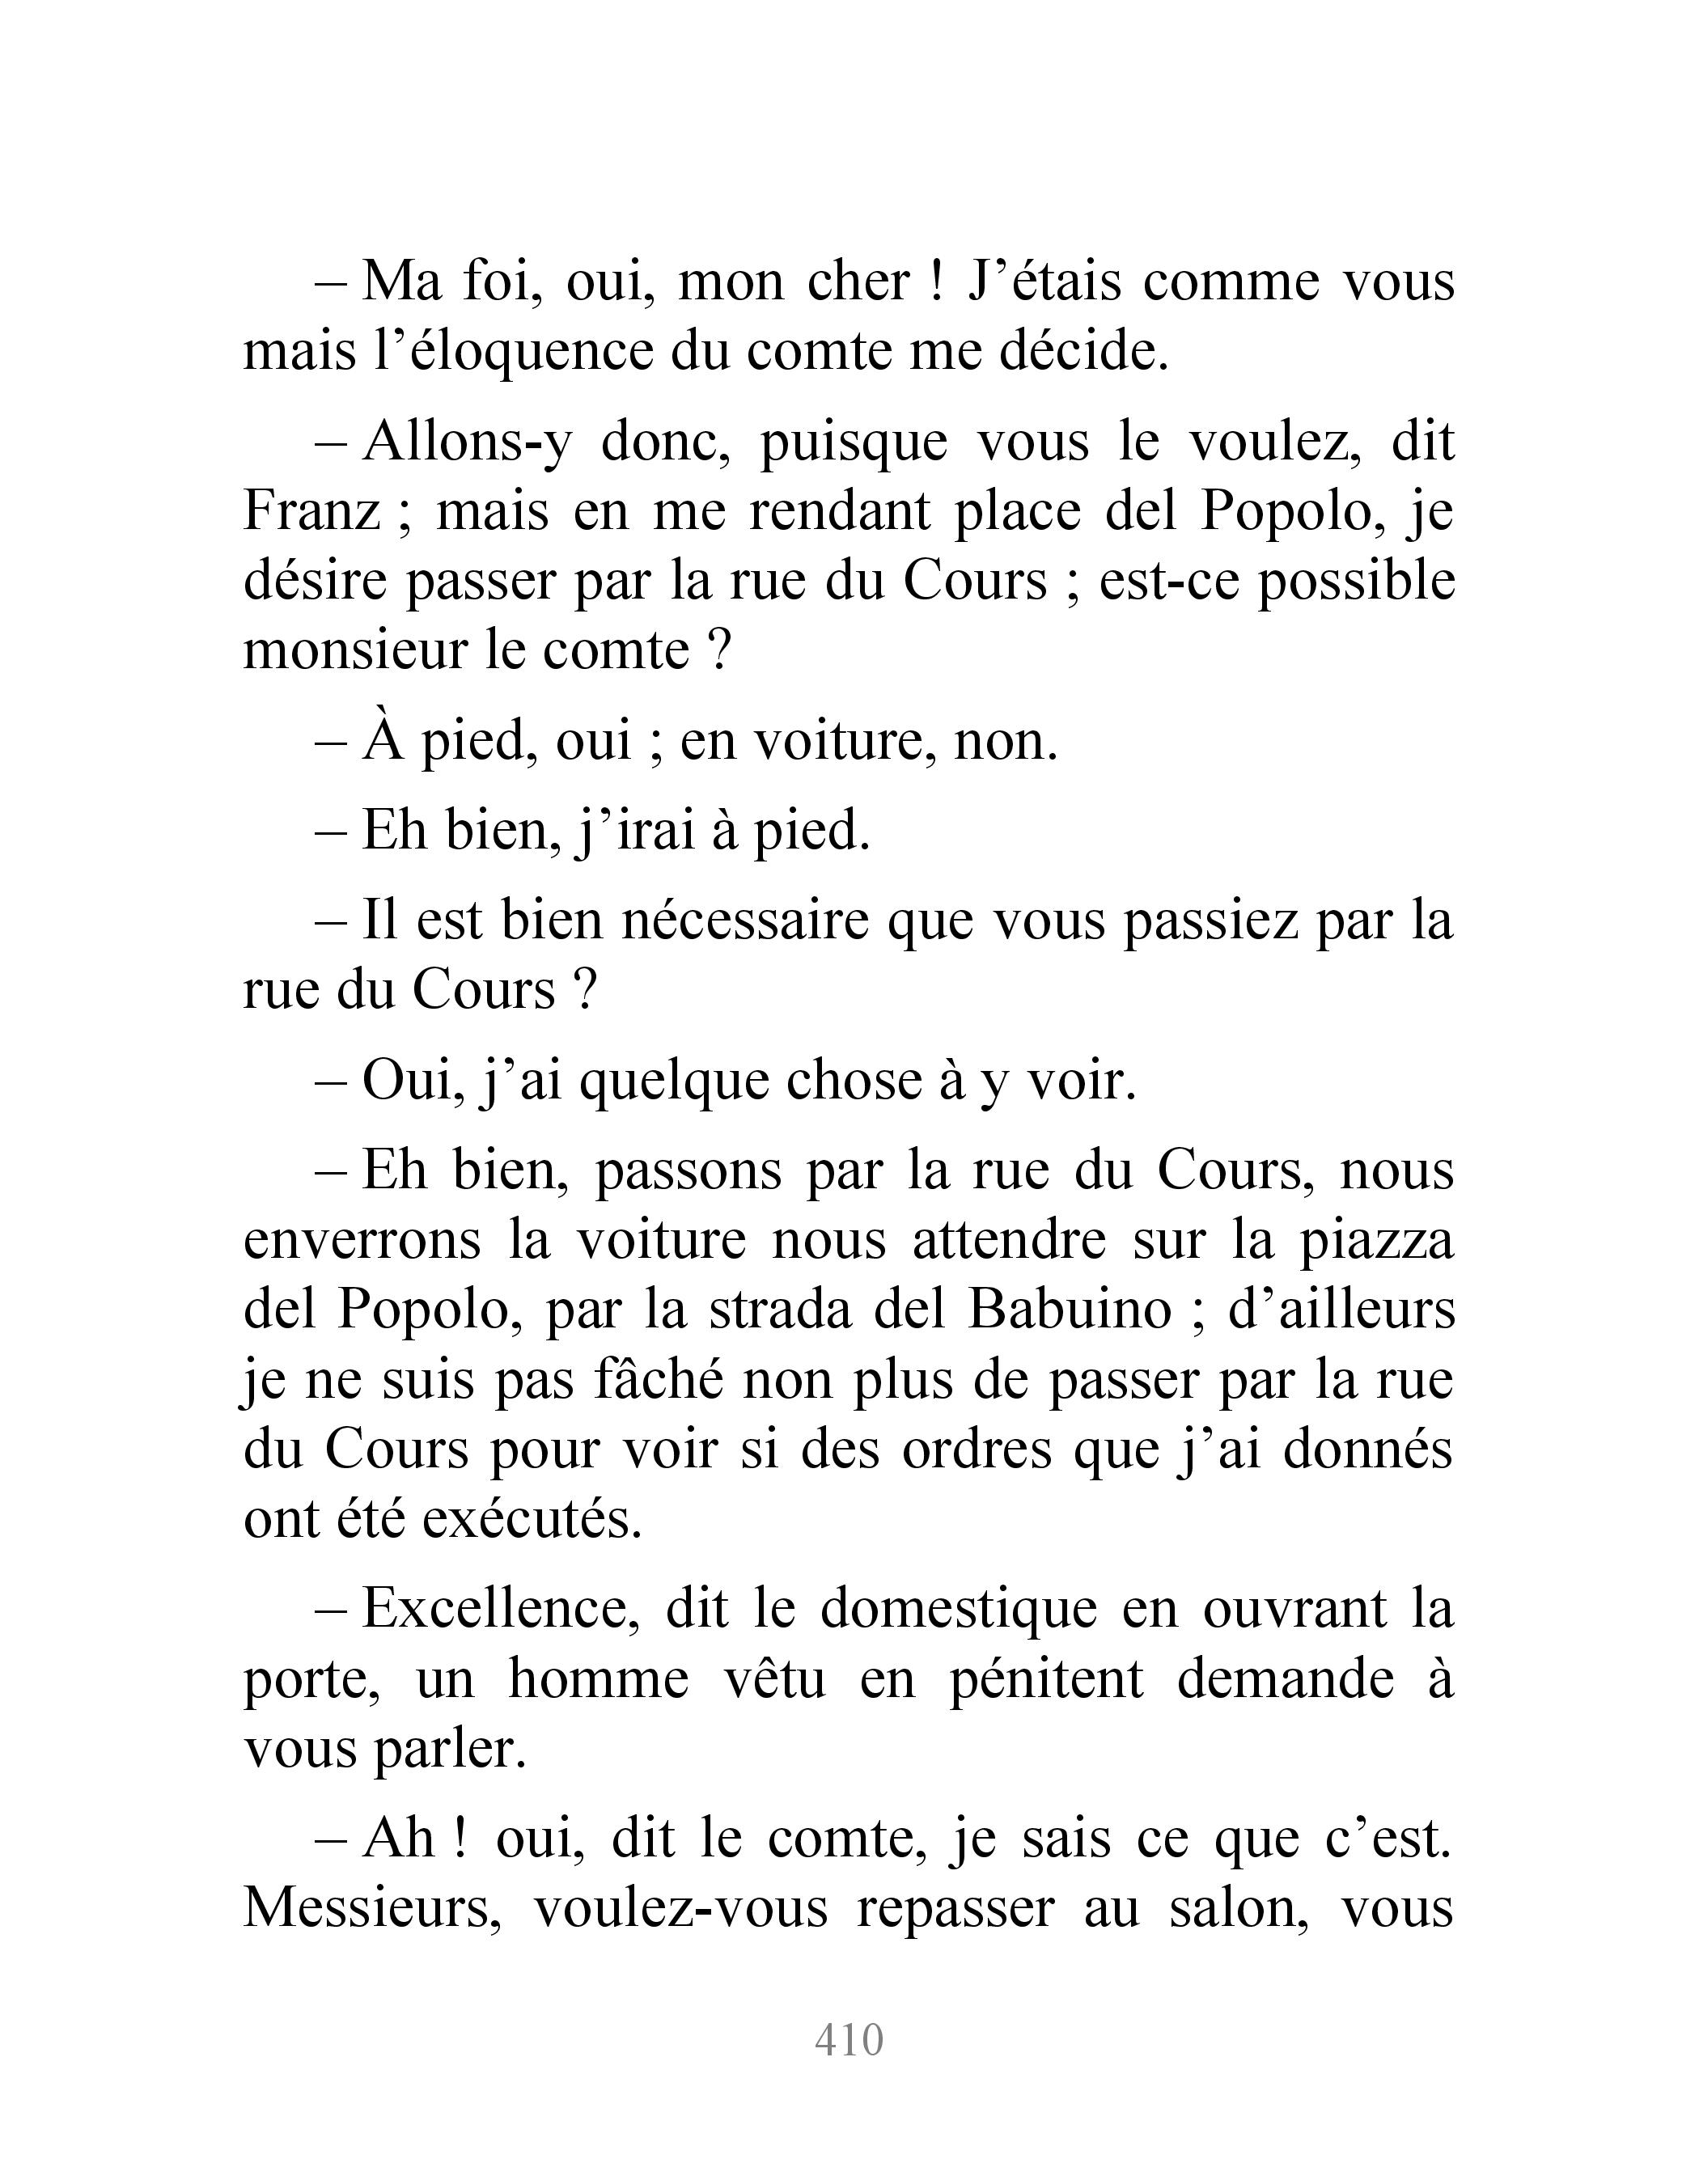 – Ma foi, oui, mon cher ! J’étais comme vous
mais l’éloquence du comte me décide.
– Allons-y donc, puisque vous le voulez, dit
Franz ; mais en me rendant place del Popolo, je
désire passer par la rue du Cours ; est-ce possible
monsieur le comte ?
– À pied, oui ; en voiture, non.
– Eh bien, j’irai à pied.
– Il est bien nécessaire que vous passiez par la
rue du Cours ?
– Oui, j’ai quelque chose à y voir.
– Eh bien, passons par la rue du Cours, nous
enverrons la voiture nous attendre sur la piazza
del Popolo, par la strada del Babuino ; d’ailleurs
je ne suis pas fâché non plus de passer par la rue
du Cours pour voir si des ordres que j’ai donnés
ont été exécutés.
– Excellence, dit le domestique en ouvrant la
porte, un homme vêtu en pénitent demande à
vous parler.
– Ah ! oui, dit le comte, je sais ce que c’est.
Messieurs, voulez-vous repasser au salon, vous
410